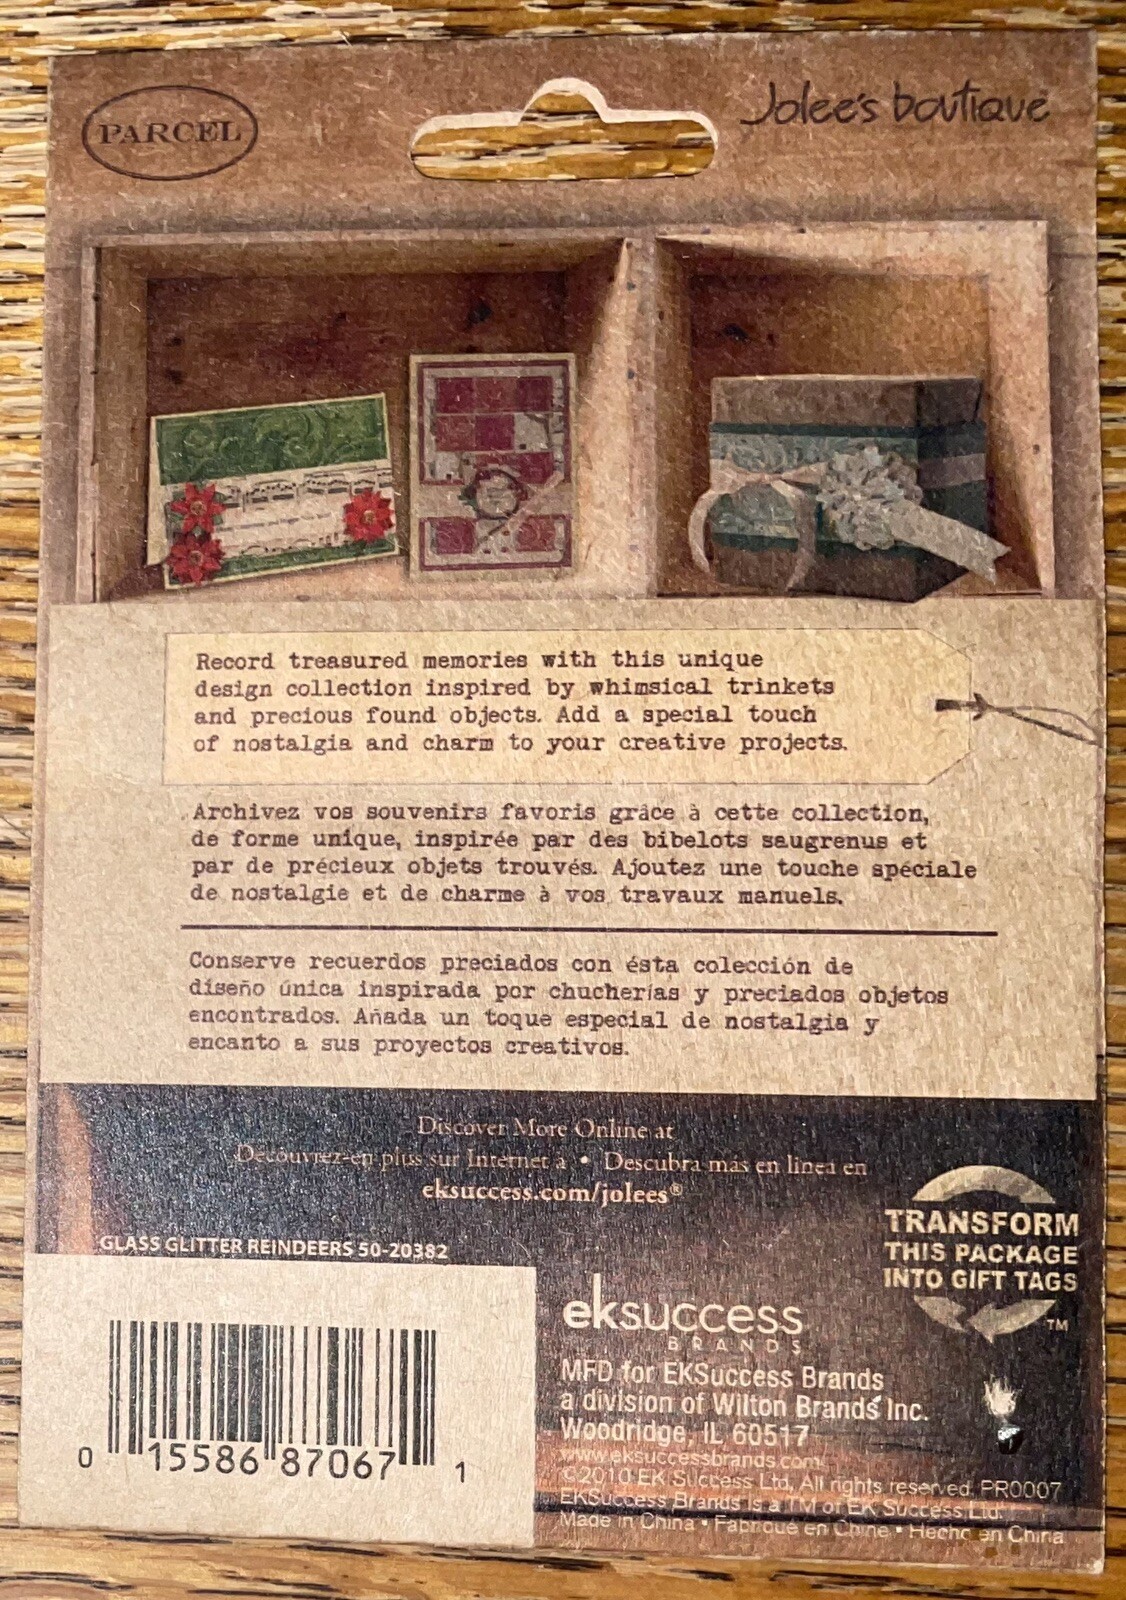 PARCEL
Jolee's boutique
Record treasured memories with this unique
design collection inspired by whimsical trinkets
and precious found objects. Add a special touch
of nostalgia and charm to your creative projects.
Archivez vos souvenirs favoris grâce à cette collection,
de forme unique, inspirée par des bibelots saugrenus et
par de précieux objets trouvés. Ajoutez une touche spéciale
de nostalgie et de charme à vos travaux manuels.
Conserve recuerdos preciados con ésta colección de
diseño única inspirada por chucherías y preciados objetos
encontrados. Añada un toque especial de nostalgia y
encanto a sus proyectos creativos.
Discover More Online at
Découvrez-en plus sur Internet à • Descubra más en línea en
eksuccess.com/jolees®
GLASS GLITTER REINDEERS 50-20382
TRANSFORM
THIS PACKAGE
INTO GIFT TAGS
TM
0 15586 87067 1
eksuccess
BRANDS
MFD for EKSuccess Brands
a division of Wilton Brands Inc.
Woodridge, IL 60517
www.eksuccessbrands.com
©2010 EK Success Ltd. All rights reserved. PR0007
EKSuccess Brands is a TM of EK Success Ltd.
Made in China • Fabriqué en Chine • Hecho en China